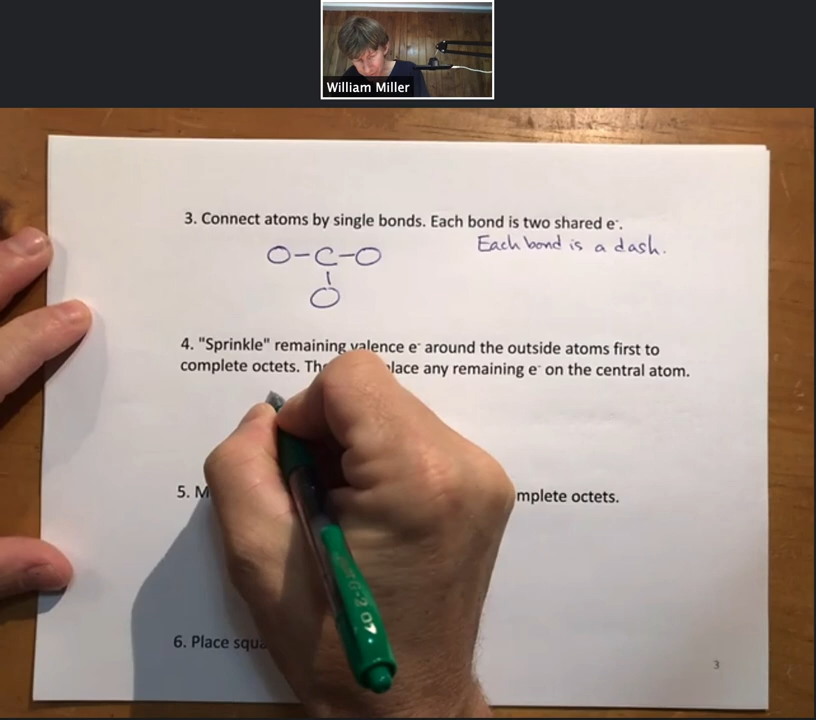 William Miller
3. Connect atoms by single bonds. Each bond is two shared e⁻.
Each bond is a dash.
O-C-O
|
O
4. "Sprinkle" remaining valence e⁻ around the outside atoms first to
complete octets. lace any remaining e⁻ on the central atom.
5. M mplete octets.
6. Place squa
3
G-2 07